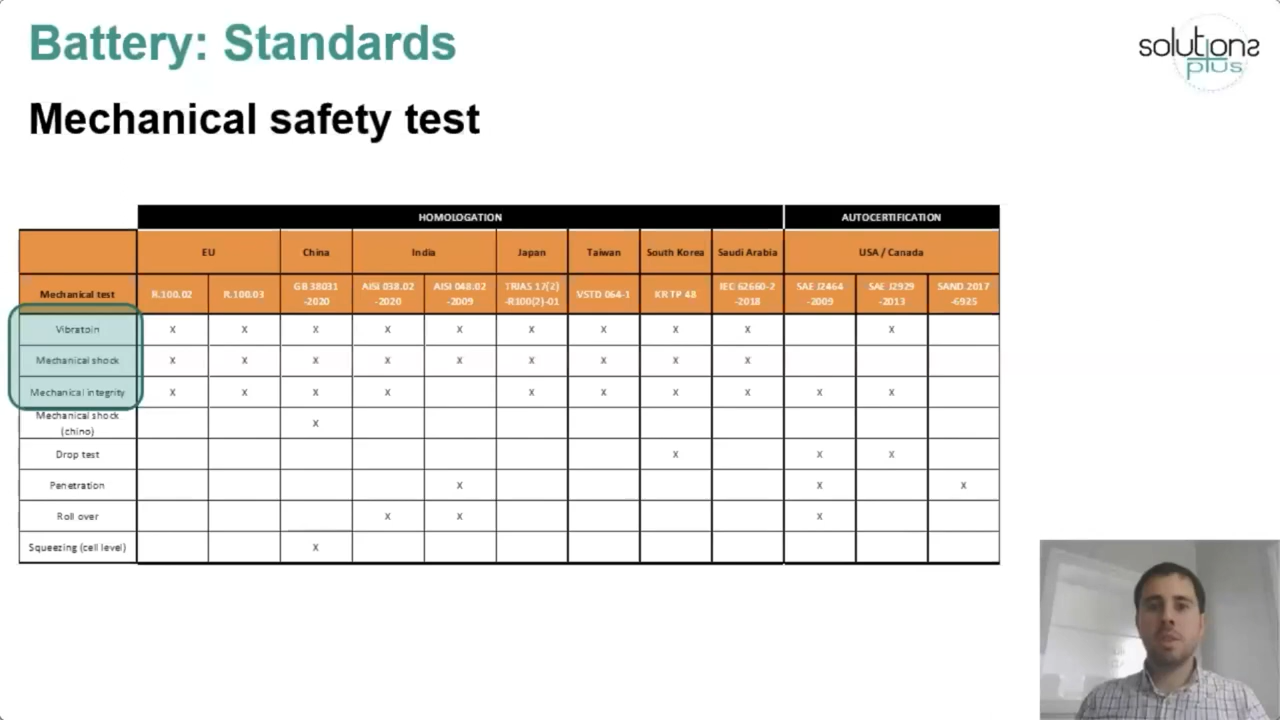 Battery: Standards
solutions
plus
Mechanical safety test
HOMOLOGATION AUTOCERTIFICATION
EU China India Japan Taiwan South Korea Saudi Arabia USA / Canada
Mechanical test R.100.02 R.100.03 GB 38031 -2020 AISI 038.02 -2020 AISI 048.02 -2009 TRIAS 17(2) -R100(2)-01 VSTD 064-1 KR TP 48 IEC 62660-2 -2018 SAE J2464 -2009 SAE J2929 -2013 SAND 2017 -6925
Vibratoin X X X X X X X X X X
Mechanical shock X X X X X X X X X
Mechanical integrity X X X X X X X X X X
Mechanical shock (chino) X
Drop test X X X
Penetration X X X
Roll over X X X
Squeezing (cell level) X